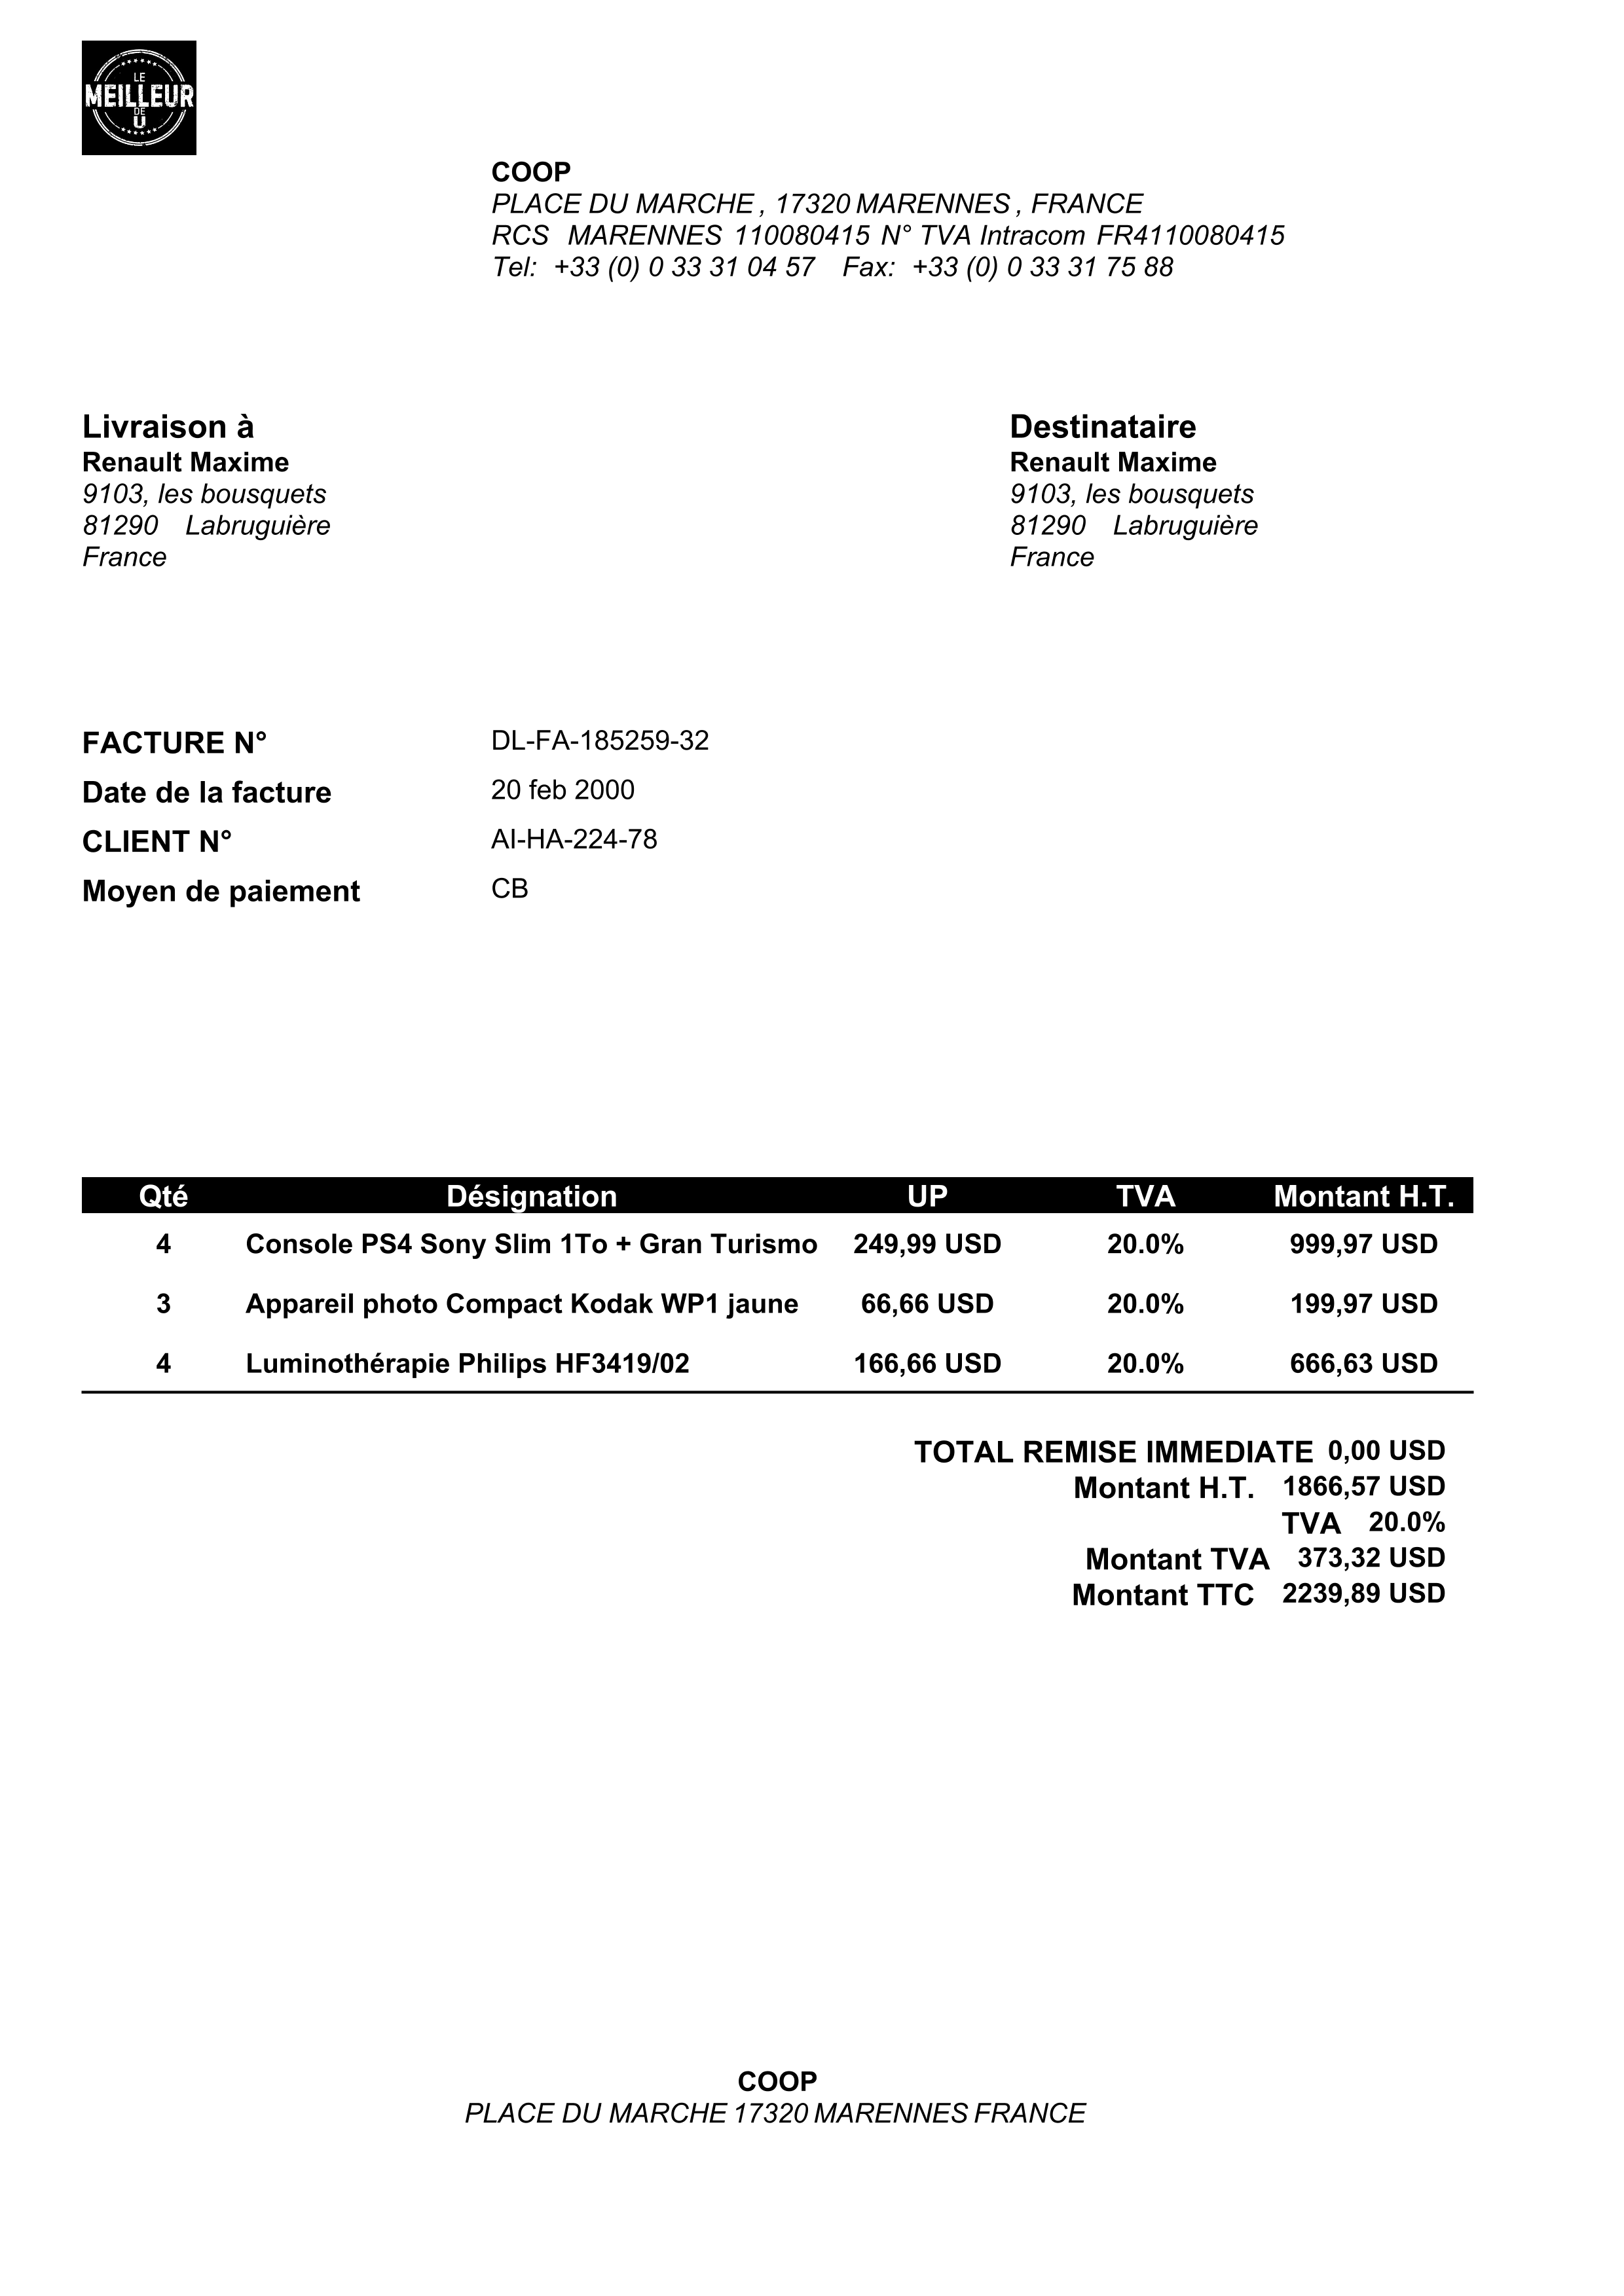 LE
MEILLEUR
DE
U
COOP
PLACE DU MARCHE , 17320 MARENNES , FRANCE
RCS MARENNES 110080415 N° TVA Intracom FR4110080415
Tel: +33 (0) 0 33 31 04 57 Fax: +33 (0) 0 33 31 75 88
Livraison à
Renault Maxime
9103, les bousquets
81290 Labruguière
France
Destinataire
Renault Maxime
9103, les bousquets
81290 Labruguière
France
FACTURE N° DL-FA-185259-32
Date de la facture 20 feb 2000
CLIENT N° AI-HA-224-78
Moyen de paiement CB
Qté Désignation UP TVA Montant H.T.
4 Console PS4 Sony Slim 1To + Gran Turismo 249,99 USD 20.0% 999,97 USD
3 Appareil photo Compact Kodak WP1 jaune 66,66 USD 20.0% 199,97 USD
4 Luminothérapie Philips HF3419/02 166,66 USD 20.0% 666,63 USD
TOTAL REMISE IMMEDIATE 0,00 USD
Montant H.T. 1866,57 USD
TVA 20.0%
Montant TVA 373,32 USD
Montant TTC 2239,89 USD
COOP
PLACE DU MARCHE 17320 MARENNES FRANCE